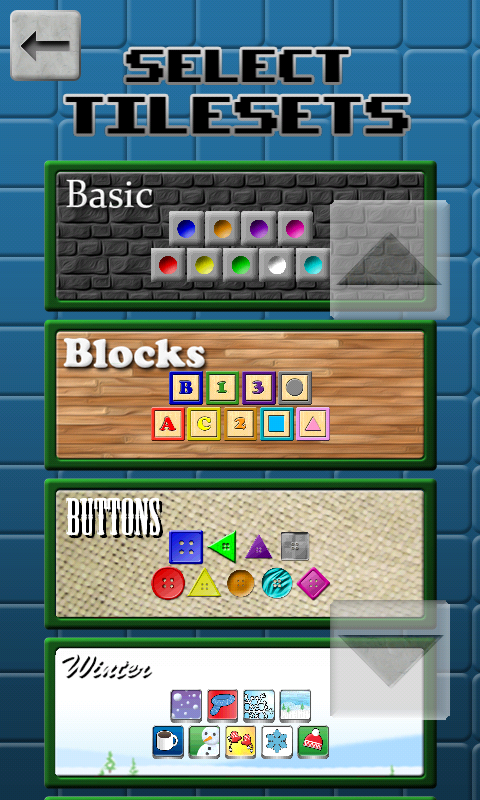 SELECT
TILESETS
Basic
Blocks
B 1 3
A C 2
BUTTONS
Winter